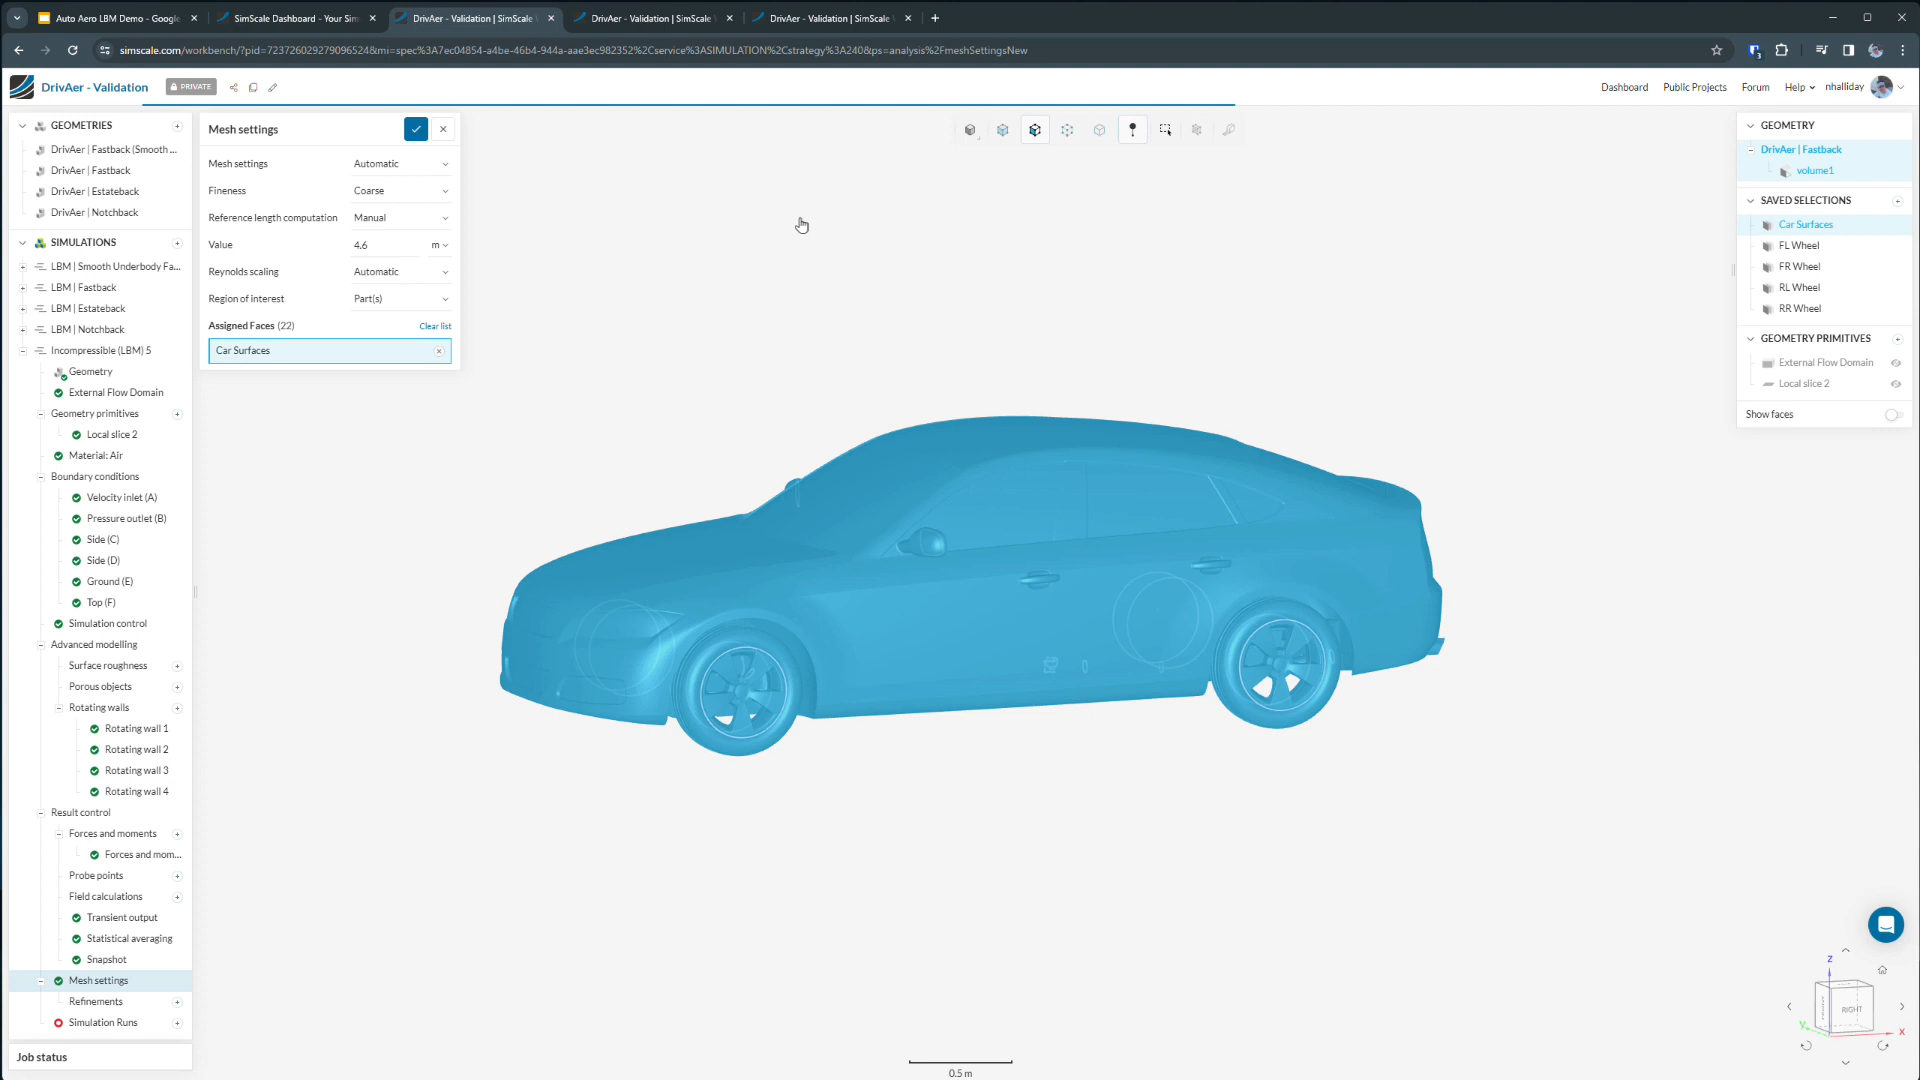 Auto Aero LBM Demo - Google
SimScale Dashboard - Your Sim
DrivAer - Validation | SimScale
DrivAer - Validation | SimScale
DrivAer - Validation | SimScale
simscale.com/workbench/?pid=723726029279096524&mi=spec%3A7ec04854-a4be-46b4-944a-aae3ec982352%2Cservice%3ASIMULATION%2Cstrategy%3A240&ps=analysis%2FmeshSettingsNew
DrivAer - Validation
PRIVATE
Dashboard
Public Projects
Forum
Help
nhalliday
GEOMETRIES
DrivAer | Fastback (Smooth ...
DrivAer | Fastback
DrivAer | Estateback
DrivAer | Notchback
SIMULATIONS
LBM | Smooth Underbody Fa...
LBM | Fastback
LBM | Estateback
LBM | Notchback
Incompressible (LBM) 5
Geometry
External Flow Domain
Geometry primitives
Local slice 2
Material: Air
Boundary conditions
Velocity inlet (A)
Pressure outlet (B)
Side (C)
Side (D)
Ground (E)
Top (F)
Simulation control
Advanced modelling
Surface roughness
Porous objects
Rotating walls
Rotating wall 1
Rotating wall 2
Rotating wall 3
Rotating wall 4
Result control
Forces and moments
Forces and mom...
Probe points
Field calculations
Transient output
Statistical averaging
Snapshot
Mesh settings
Refinements
Simulation Runs
Job status
Mesh settings
Mesh settings Automatic
Fineness Coarse
Reference length computation Manual
Value 4.6 m
Reynolds scaling Automatic
Region of interest Part(s)
Assigned Faces (22) Clear list
Car Surfaces
GEOMETRY
DrivAer | Fastback
volume1
SAVED SELECTIONS
Car Surfaces
FL Wheel
FR Wheel
RL Wheel
RR Wheel
GEOMETRY PRIMITIVES
External Flow Domain
Local slice 2
Show faces
Z
RIGHT
Y
X
0.5 m